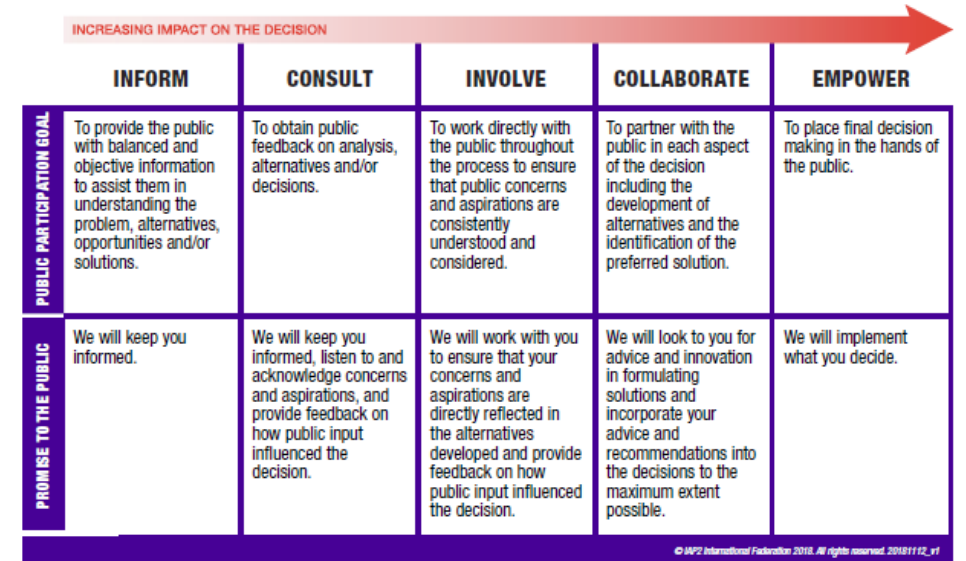 INCREASING IMPACT ON THE DECISION
INFORM
CONSULT
INVOLVE
COLLABORATE
EMPOWER
PUBLIC PARTICIPATION GOAL
To provide the public
with balanced and
objective information
to assist them in
understanding the
problem, alternatives,
opportunities and/or
solutions.
To obtain public
feedback on analysis,
alternatives and/or
decisions.
To work directly with
the public throughout
the process to ensure
that public concerns
and aspirations are
consistently
understood and
considered.
To partner with the
public in each aspect
of the decision
including the
development of
alternatives and the
identification of the
preferred solution.
To place final decision
making in the hands of
the public.
PROMISE TO THE PUBLIC
We will keep you
informed.
We will keep you
informed, listen to and
acknowledge concerns
and aspirations, and
provide feedback on
how public input
influenced the
decision.
We will work with you
to ensure that your
concerns and
aspirations are
directly reflected in
the alternatives
developed and provide
feedback on how
public input influenced
the decision.
We will look to you for
advice and innovation
in formulating
solutions and
incorporate your
advice and
recommendations into
the decisions to the
maximum extent
possible.
We will implement
what you decide.
© IAP2 International Federation 2018. All rights reserved. 20181112_v1